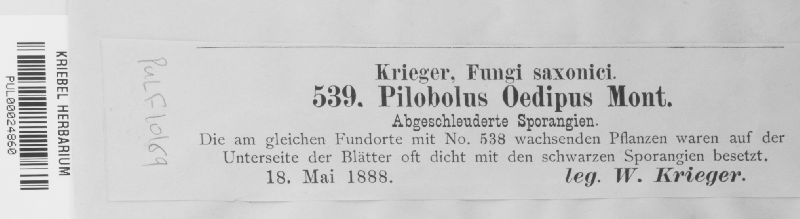 KRIEBEL HERBARIUM
PUL00024860
PuLF10169
Krieger, Fungi saxonici.
539. Pilobolus Oedipus Mont.
Abgeschleuderte Sporangien.
Die am gleichen Fundorte mit No. 538 wachsenden Pflanzen waren auf der
Unterseite der Blätter oft dicht mit den schwarzen Sporangien besetzt.
18. Mai 1888. leg. W. Krieger.